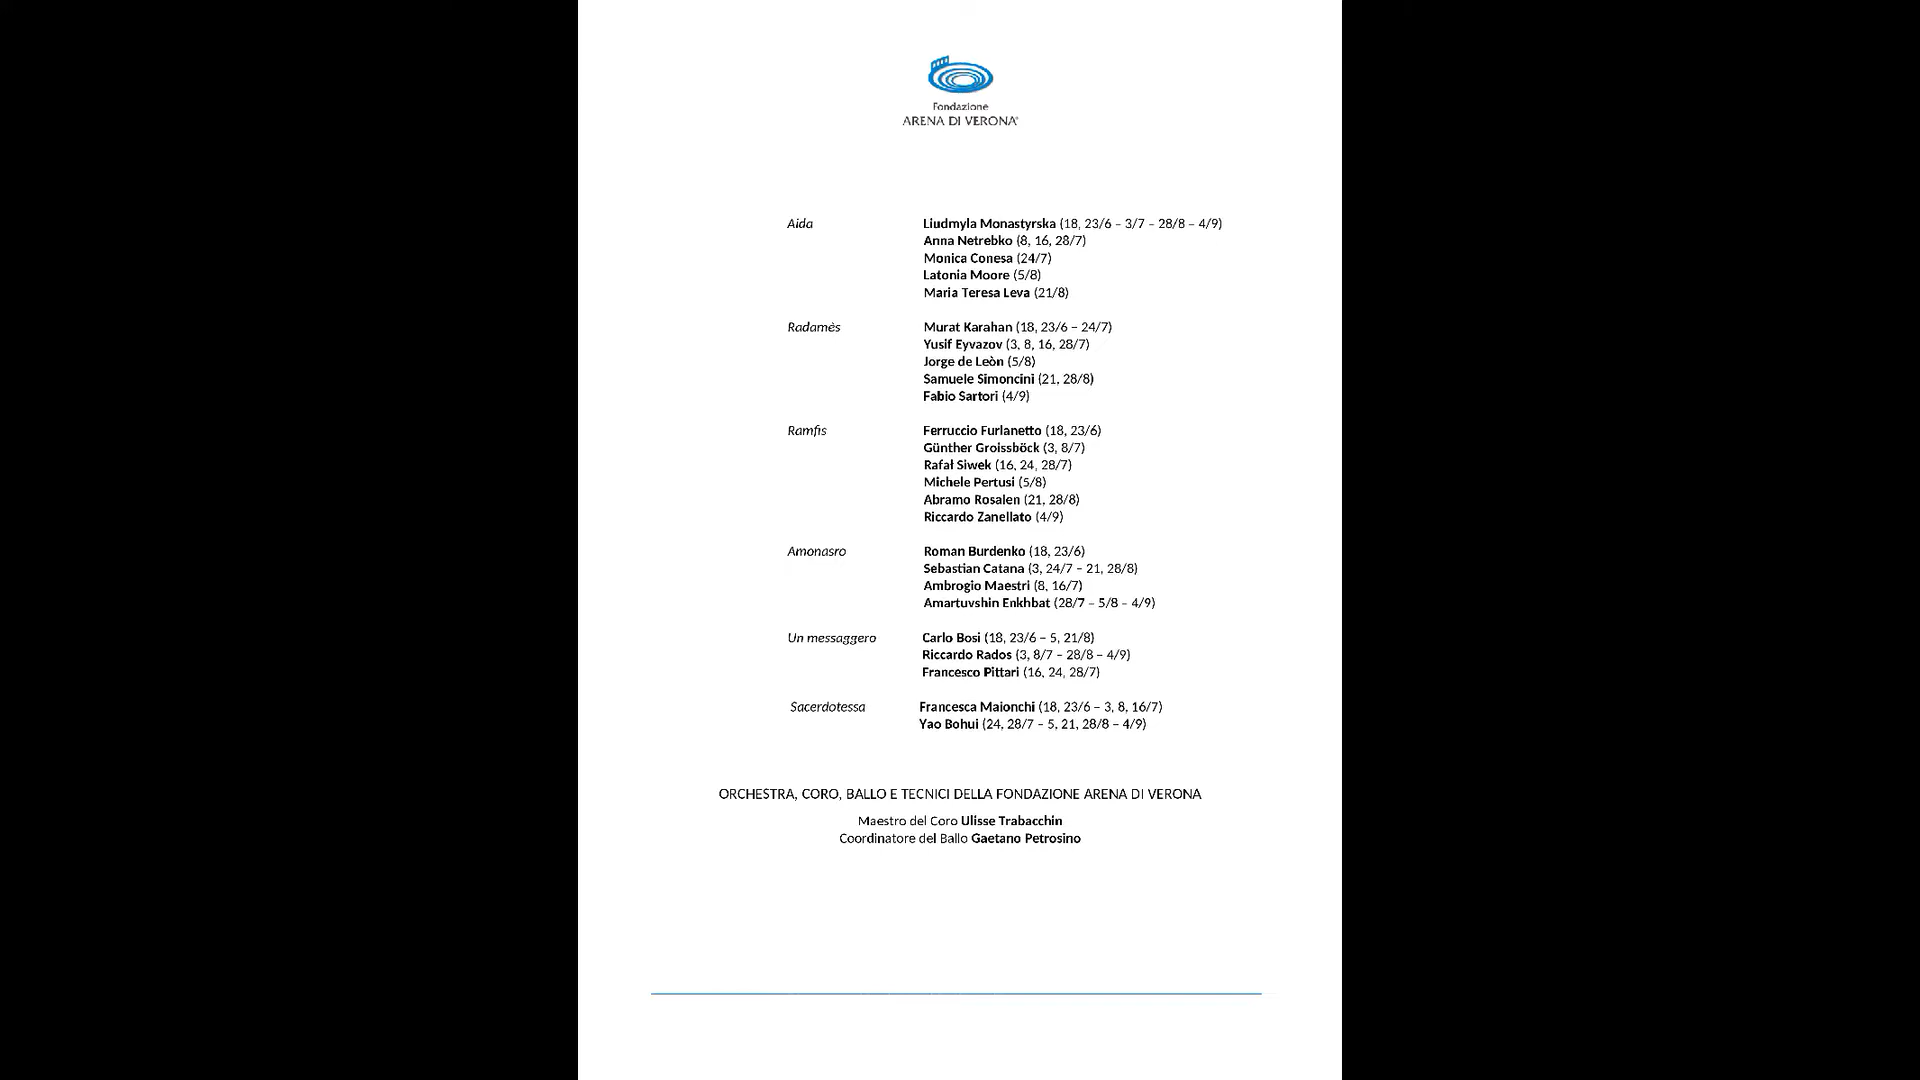 Fondazione
ARENA DI VERONA®
Aida Liudmyla Monastyrska (18, 23/6 – 3/7 – 28/8 – 4/9)
Anna Netrebko (8, 16, 28/7)
Monica Conesa (24/7)
Latonia Moore (5/8)
Maria Teresa Leva (21/8)
Radamès Murat Karahan (18, 23/6 – 24/7)
Yusif Eyvazov (3, 8, 16, 28/7)
Jorge de Leòn (5/8)
Samuele Simoncini (21, 28/8)
Fabio Sartori (4/9)
Ramfis Ferruccio Furlanetto (18, 23/6)
Günther Groissböck (3, 8/7)
Rafał Siwek (16, 24, 28/7)
Michele Pertusi (5/8)
Abramo Rosalen (21, 28/8)
Riccardo Zanellato (4/9)
Amonasro Roman Burdenko (18, 23/6)
Sebastian Catana (3, 24/7 – 21, 28/8)
Ambrogio Maestri (8, 16/7)
Amartuvshin Enkhbat (28/7 – 5/8 – 4/9)
Un messaggero Carlo Bosi (18, 23/6 – 5, 21/8)
Riccardo Rados (3, 8/7 – 28/8 – 4/9)
Francesco Pittari (16, 24, 28/7)
Sacerdotessa Francesca Maionchi (18, 23/6 – 3, 8, 16/7)
Yao Bohui (24, 28/7 – 5, 21, 28/8 – 4/9)
ORCHESTRA, CORO, BALLO E TECNICI DELLA FONDAZIONE ARENA DI VERONA
Maestro del Coro Ulisse Trabacchin
Coordinatore del Ballo Gaetano Petrosino